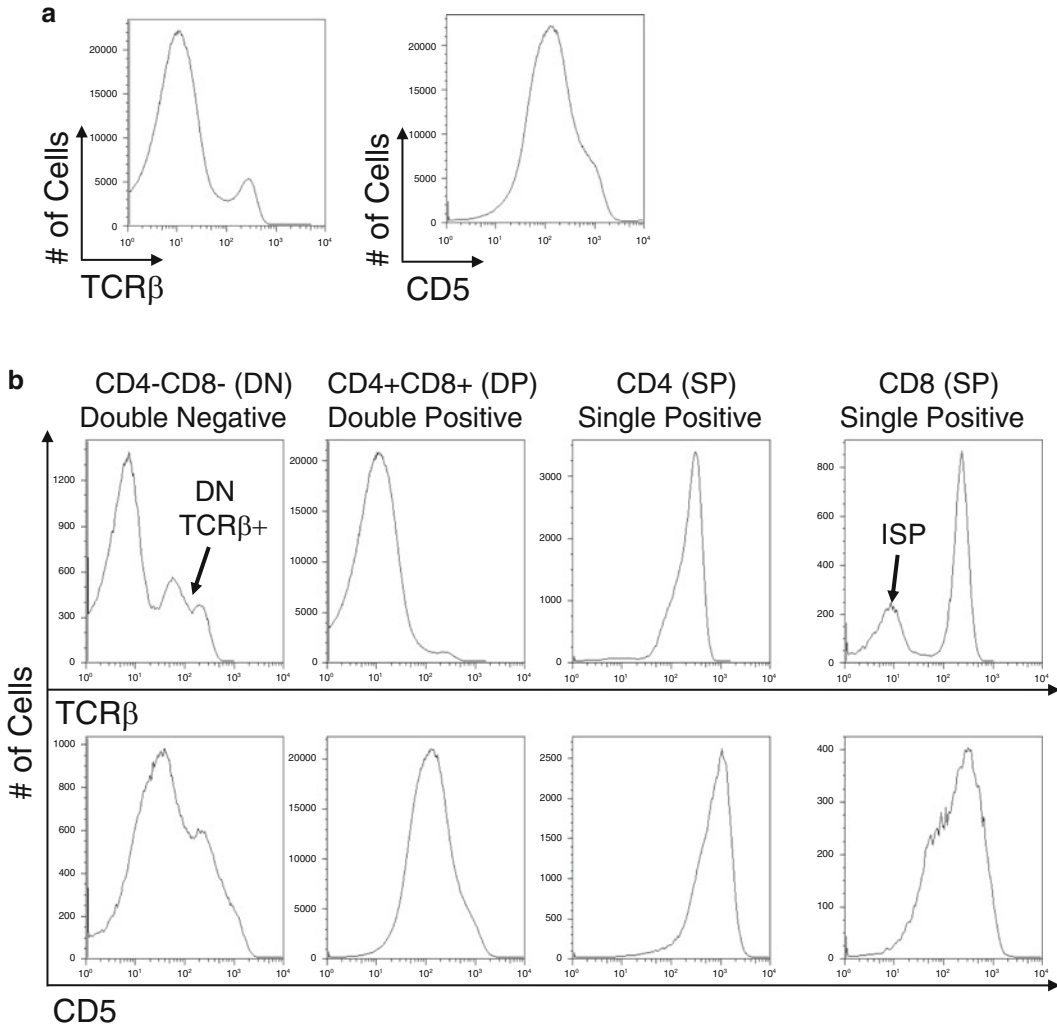 a
# of Cells
20000
15000
10000
5000
0
10⁰ 10¹ 10² 10³ 10⁴
TCRβ
# of Cells
20000
15000
10000
5000
0
10⁰ 10¹ 10² 10³ 10⁴
CD5
b
CD4-CD8- (DN)
Double Negative
CD4+CD8+ (DP)
Double Positive
CD4 (SP)
Single Positive
CD8 (SP)
Single Positive
# of Cells
1200
900
600
300
0
10⁰ 10¹ 10² 10³ 10⁴
DN
TCRβ+
20000
15000
10000
5000
0
10⁰ 10¹ 10² 10³ 10⁴
3000
2000
1000
0
10⁰ 10¹ 10² 10³ 10⁴
800
600
400
200
0
10⁰ 10¹ 10² 10³ 10⁴
ISP
TCRβ
1000
800
600
400
200
0
10⁰ 10¹ 10² 10³ 10⁴
20000
15000
10000
5000
0
10⁰ 10¹ 10² 10³ 10⁴
2500
2000
1500
1000
500
0
10⁰ 10¹ 10² 10³ 10⁴
400
300
200
100
0
10⁰ 10¹ 10² 10³ 10⁴
CD5